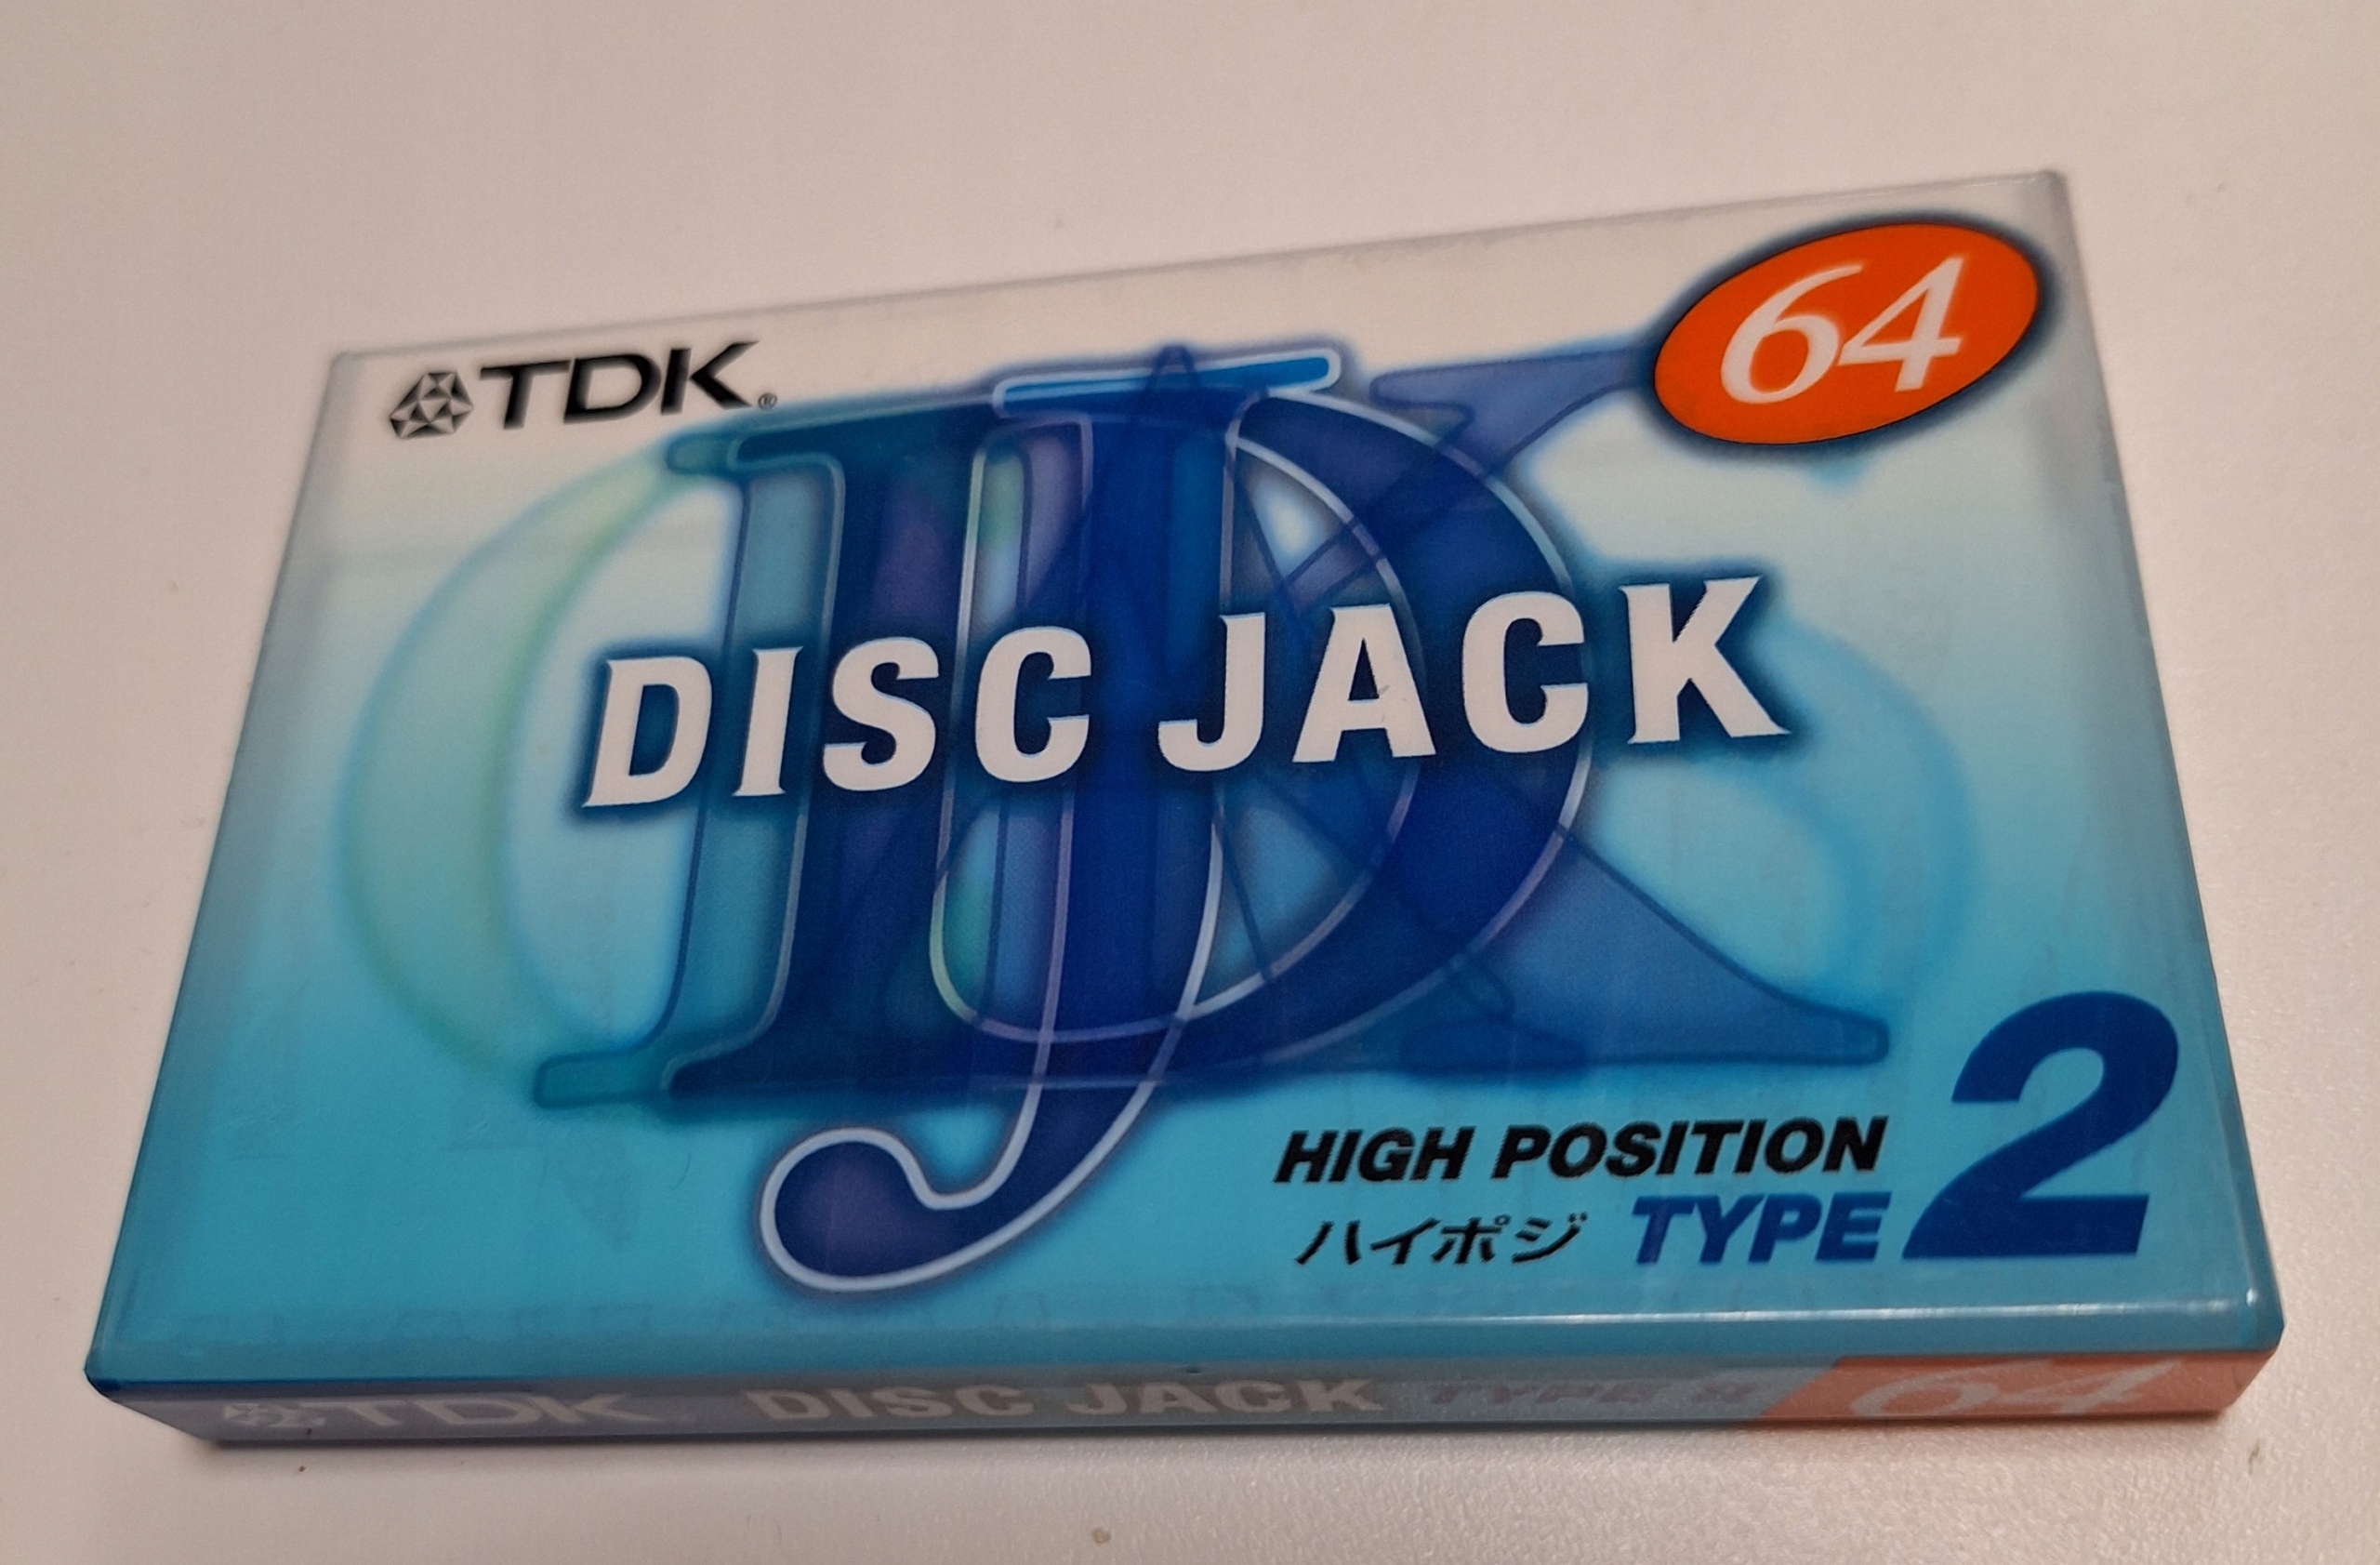 TDK®
64
DISC JACK
HIGH POSITION
ハイポジ TYPE 2
TDK DISC JACK TYPE 2 64